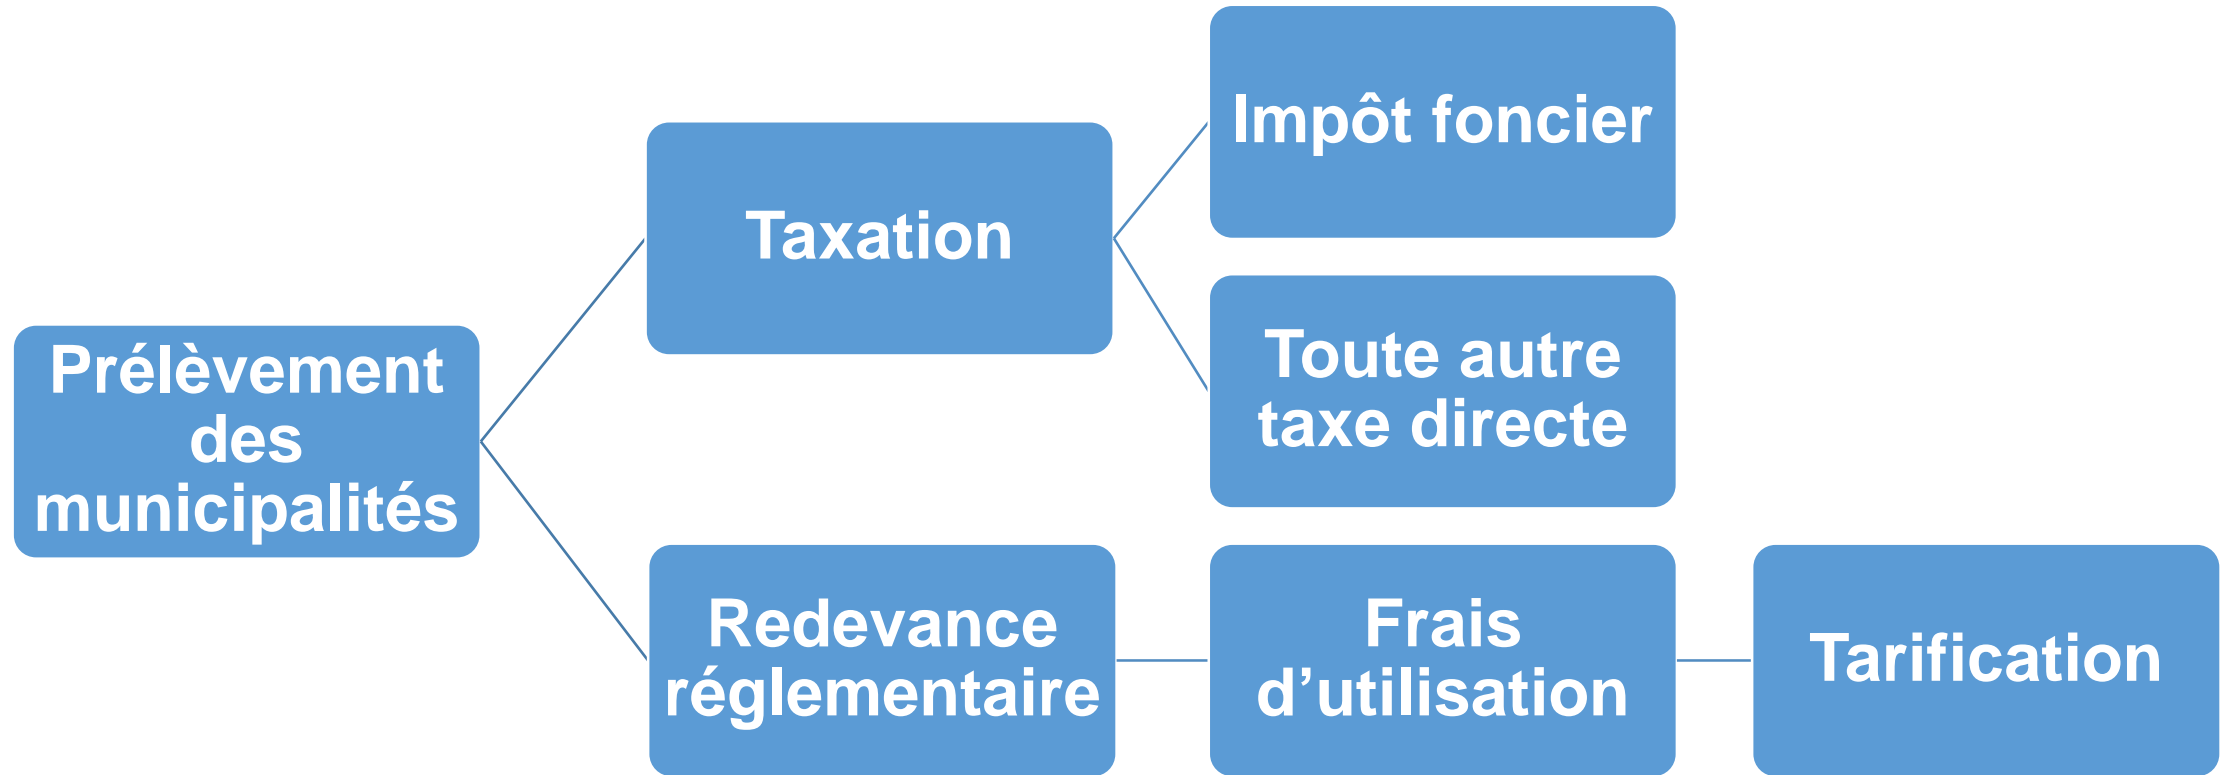 Impôt foncier
Taxation
Toute autre
taxe directe
Prélèvement
des
municipalités
Redevance
réglementaire
Frais
d’utilisation
Tarification